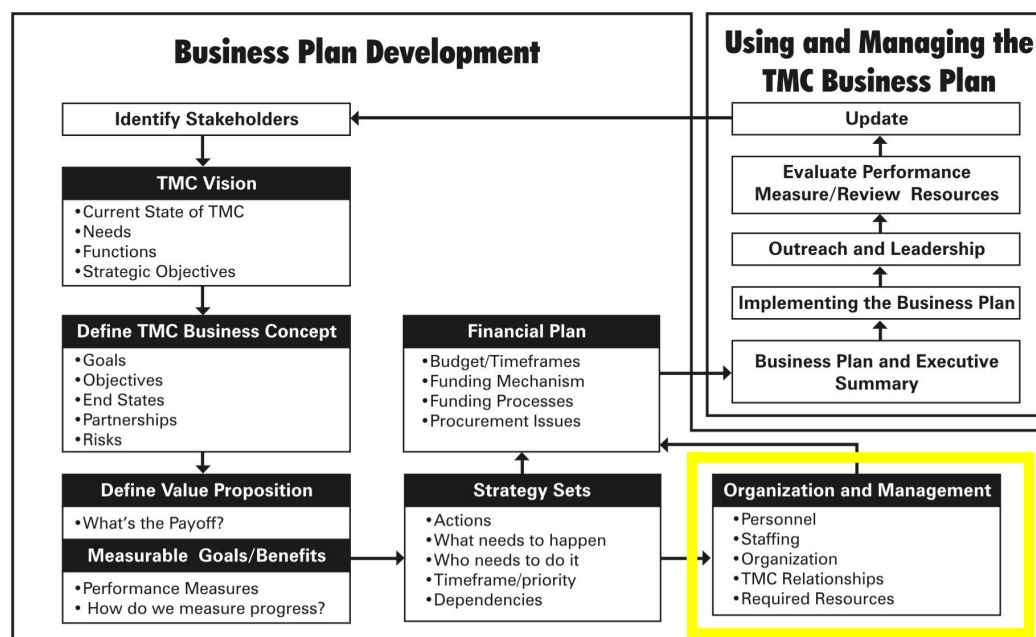 Business Plan Development
Identify Stakeholders
TMC Vision
•Current State of TMC
•Needs
•Functions
•Strategic Objectives
Define TMC Business Concept
•Goals
•Objectives
•End States
•Partnerships
•Risks
Define Value Proposition
•What's the Payoff?
Measurable Goals/Benefits
•Performance Measures
• How do we measure progress?
Strategy Sets
•Actions
•What needs to happen
•Who needs to do it
•Timeframe/priority
•Dependencies
Financial Plan
•Budget/Timeframes
•Funding Mechanism
•Funding Processes
•Procurement Issues
Organization and Management
•Personnel
•Staffing
•Organization
•TMC Relationships
•Required Resources
Using and Managing the
TMC Business Plan
Update
Evaluate Performance
Measure/Review Resources
Outreach and Leadership
Implementing the Business Plan
Business Plan and Executive
Summary